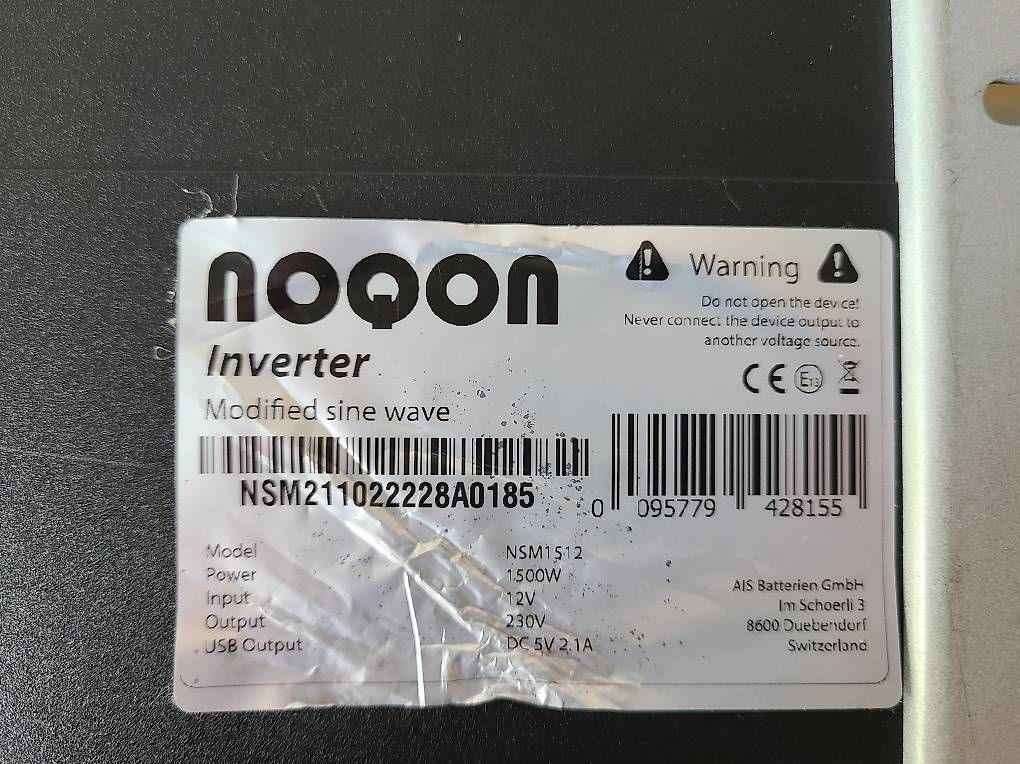 noqon
Inverter
Modified sine wave
NSM211022228A0185
Model NSM1512
Power 1500W
Input 12V
Output 230V
USB Output DC 5V 2.1A
Warning
Do not open the device!
Never connect the device output to
another voltage source.
CE E13
0 095779 428155
AJS Batterien GmbH
Im Schoerli 3
8600 Duebendorf
Switzerland